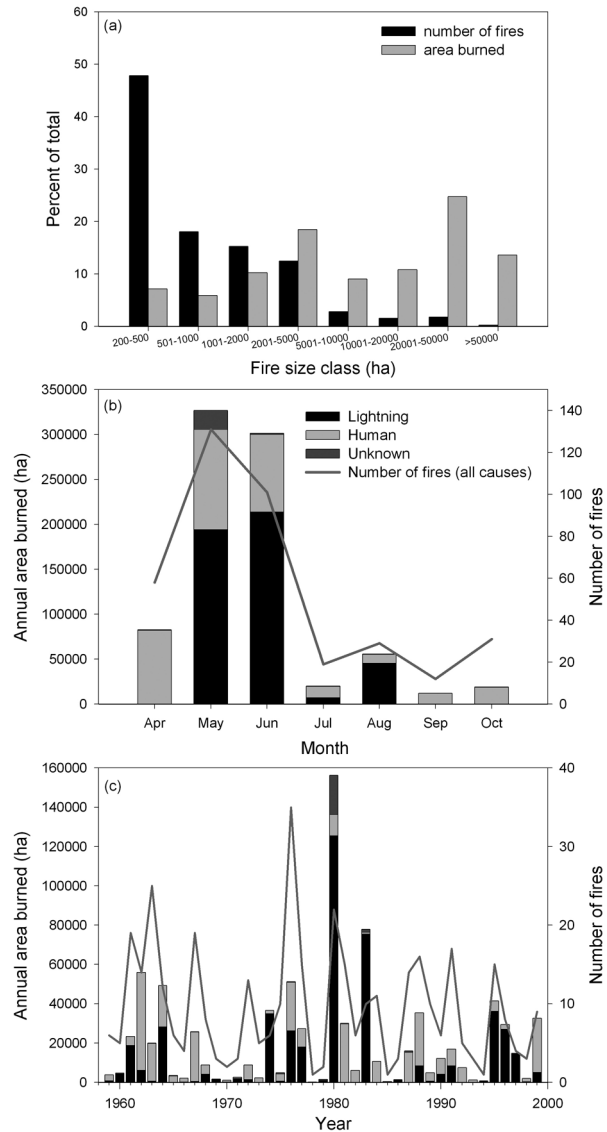 (a)
number of fires
area burned
60
50
40
30
20
10
0
Percent of total
200-500
501-1000
1001-2000
2001-5000
5001-10000
10001-20000
20001-50000
>50000
Fire size class (ha)
(b)
Lightning
Human
Unknown
Number of fires (all causes)
350000
300000
250000
200000
150000
100000
50000
0
Annual area burned (ha)
140
120
100
80
60
40
20
0
Number of fires
Apr May Jun Jul Aug Sep Oct
Month
(c)
160000
140000
120000
100000
80000
60000
40000
20000
0
Annual area burned (ha)
40
30
20
10
0
Number of fires
1960 1970 1980 1990 2000
Year